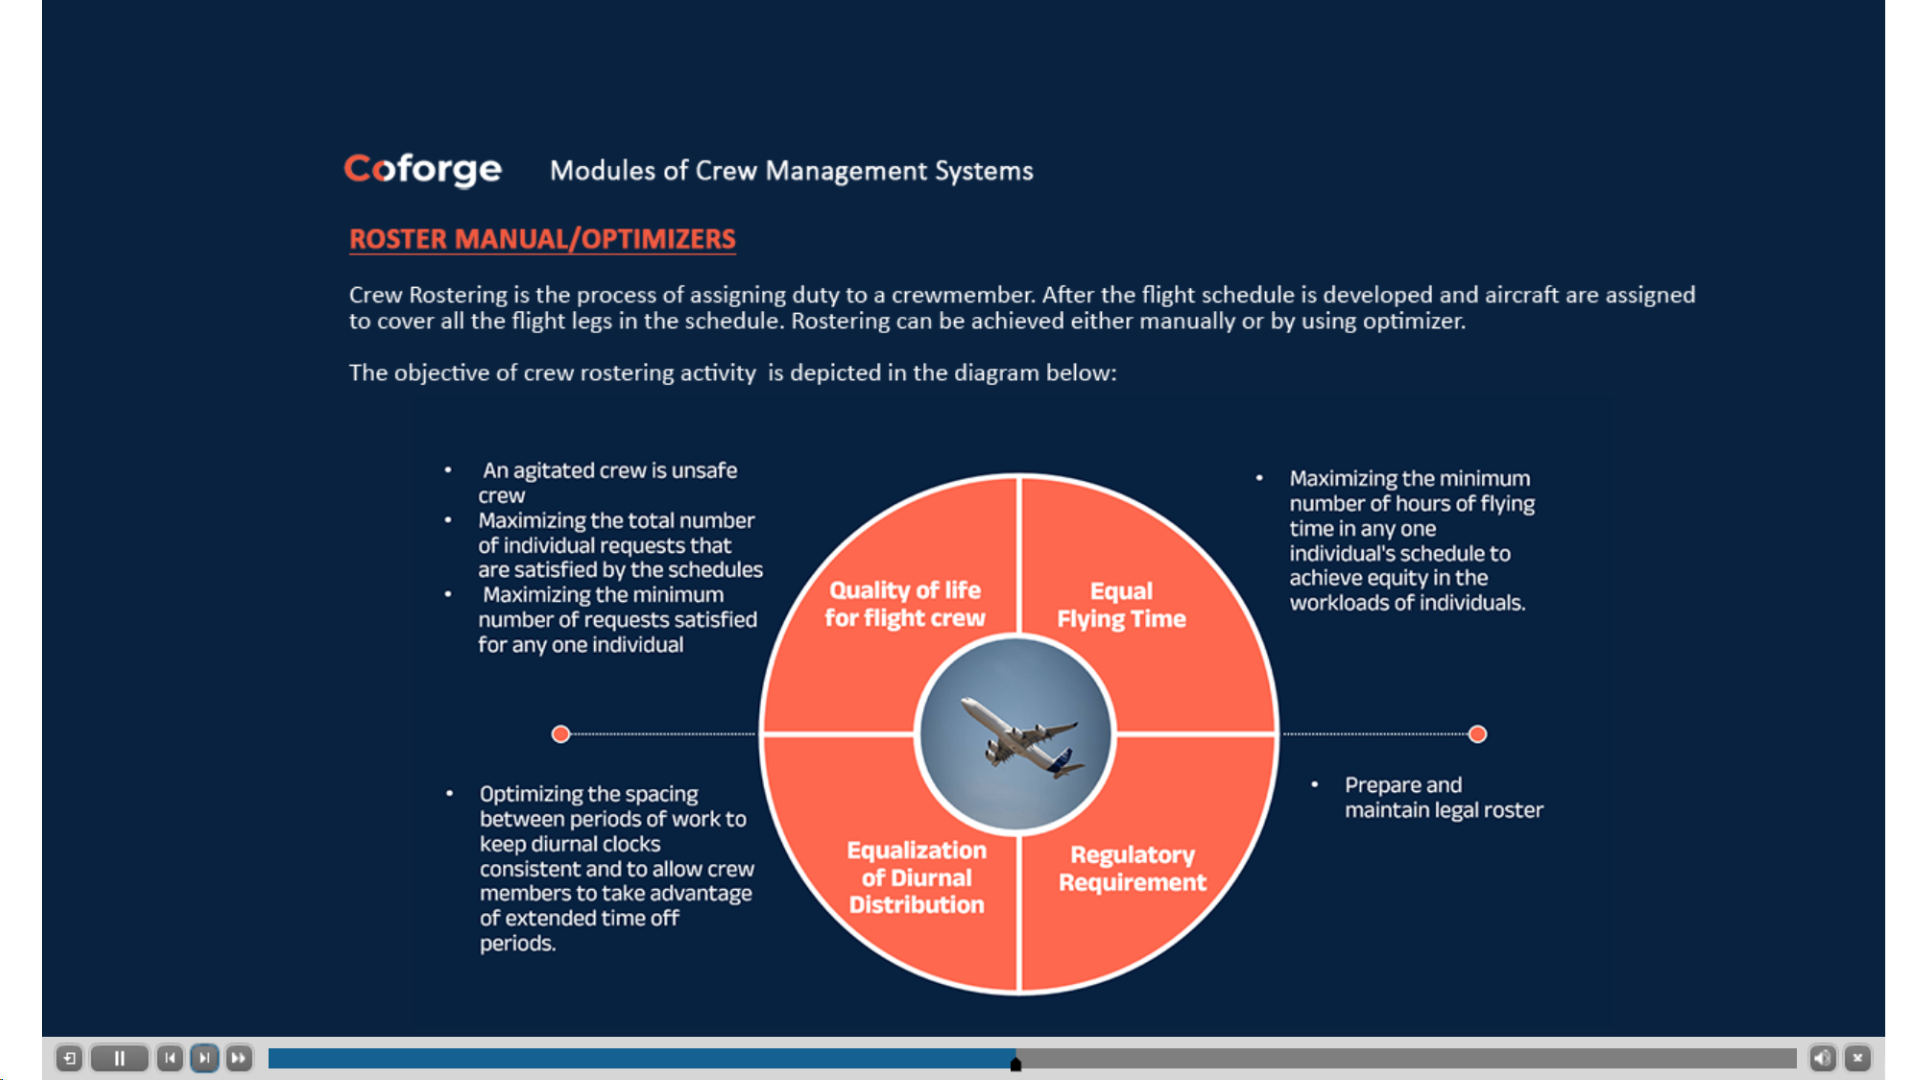 Coforge
Modules of Crew Management Systems
ROSTER MANUAL/OPTIMIZERS
Crew Rostering is the process of assigning duty to a crewmember. After the flight schedule is developed and aircraft are assigned
to cover all the flight legs in the schedule. Rostering can be achieved either manually or by using optimizer.
The objective of crew rostering activity  is depicted in the diagram below:
• An agitated crew is unsafe
crew
• Maximizing the total number
of individual requests that
are satisfied by the schedules
• Maximizing the minimum
number of requests satisfied
for any one individual
Quality of life
for flight crew
Equal
Flying Time
• Maximizing the minimum
number of hours of flying
time in any one
individual's schedule to
achieve equity in the
workloads of individuals.
• Optimizing the spacing
between periods of work to
keep diurnal clocks
consistent and to allow crew
members to take advantage
of extended time off
periods.
Equalization
of Diurnal
Distribution
Regulatory
Requirement
• Prepare and
maintain legal roster